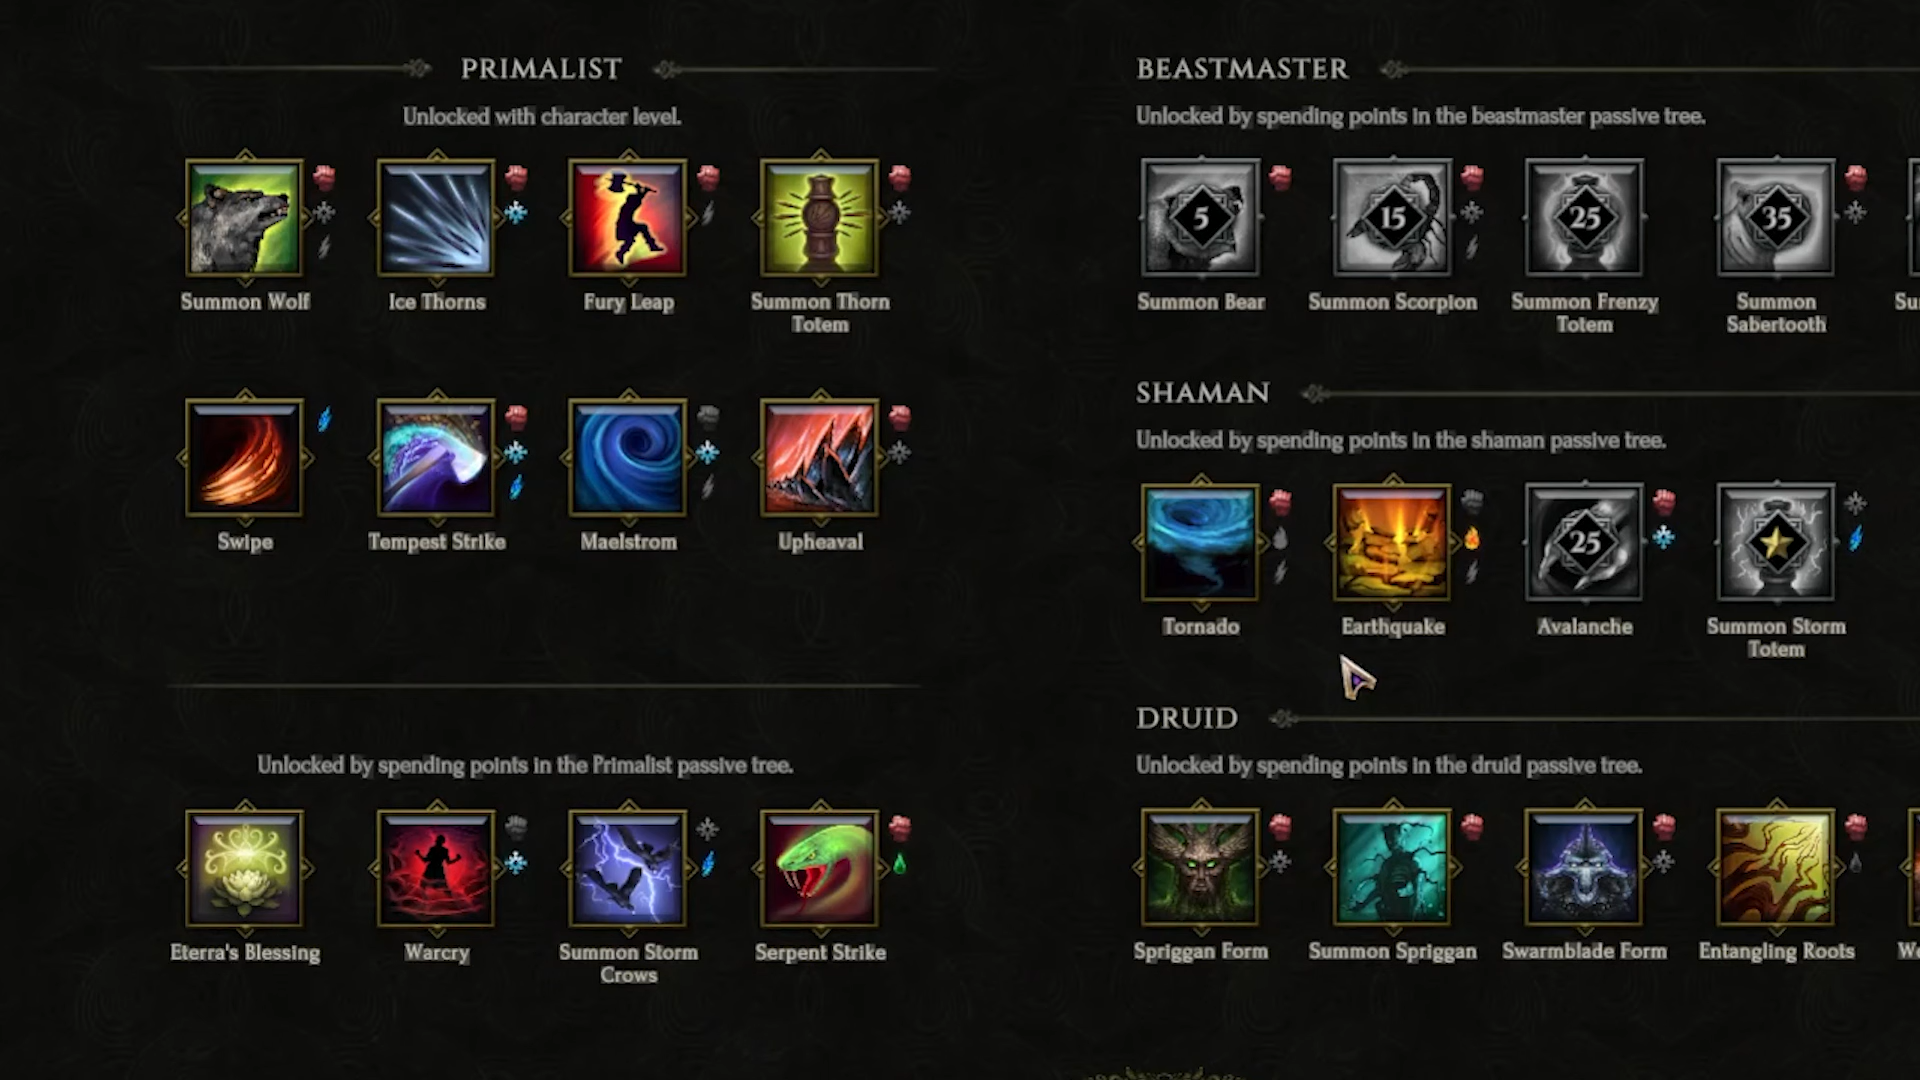 PRIMALIST
Unlocked with character level.
Summon Wolf
Ice Thorns
Fury Leap
Summon Thorn
Totem
Swipe
Tempest Strike
Maelstrom
Upheaval
Unlocked by spending points in the Primalist passive tree.
Eterra's Blessing
Warcry
Summon Storm
Crows
Serpent Strike
BEASTMASTER
Unlocked by spending points in the beastmaster passive tree.
5
15
25
35
Summon Bear
Summon Scorpion
Summon Frenzy
Totem
Summon
Sabertooth
Su
SHAMAN
Unlocked by spending points in the shaman passive tree.
25
Tornado
Earthquake
Avalanche
Summon Storm
Totem
DRUID
Unlocked by spending points in the druid passive tree.
Spriggan Form
Summon Spriggan
Swarmblade Form
Entangling Roots
We